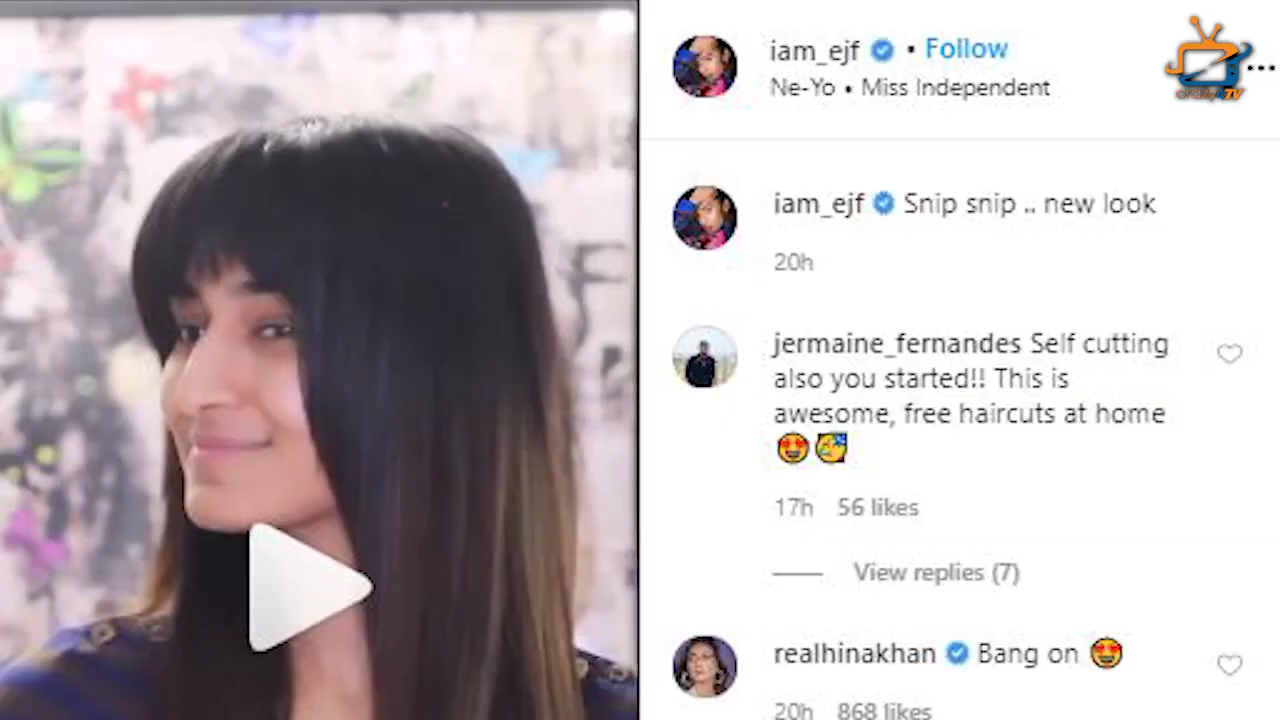 iam_ejf • Follow
Ne-Yo • Miss Independent
TV
iam_ejf Snip snip .. new look
20h
jermaine_fernandes Self cutting
also you started!! This is
awesome, free haircuts at home
😍🥳
17h 56 likes
View replies (7)
realhinakhan Bang on 😍
20h 868 likes